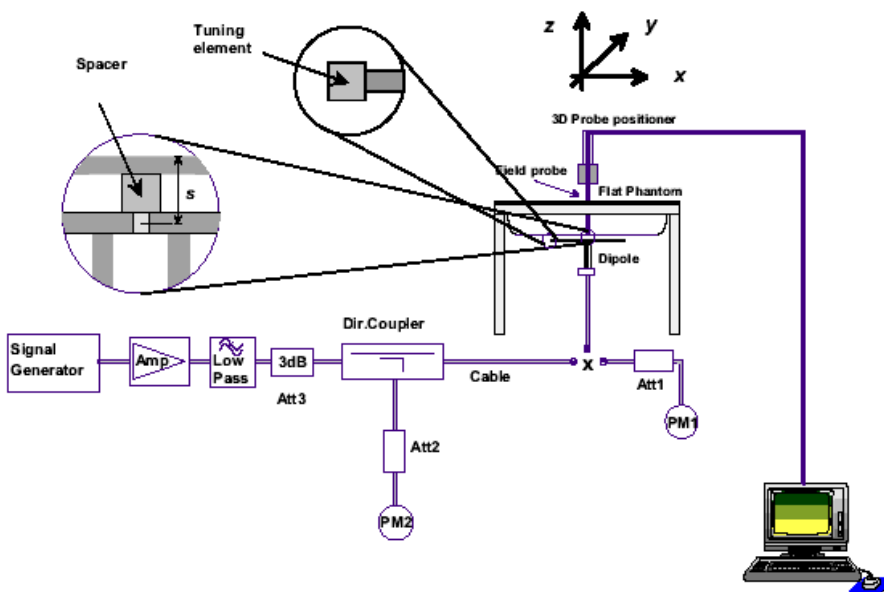 Tuning
element
Spacer
s
z
y
x
3D Probe positioner
Field probe
Flat Phantom
Dipole
Signal
Generator
Amp
Low
Pass
3dB
Att3
Dir.Coupler
Cable
x
Att1
PM1
Att2
PM2